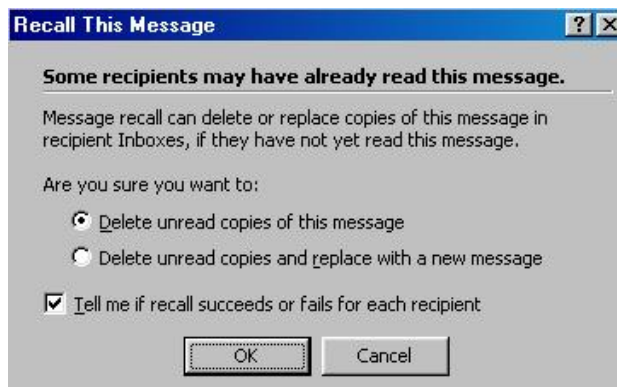 Recall This Message
Some recipients may have already read this message.
Message recall can delete or replace copies of this message in
recipient Inboxes, if they have not yet read this message.
Are you sure you want to:
Delete unread copies of this message
Delete unread copies and replace with a new message
Tell me if recall succeeds or fails for each recipient
OK
Cancel